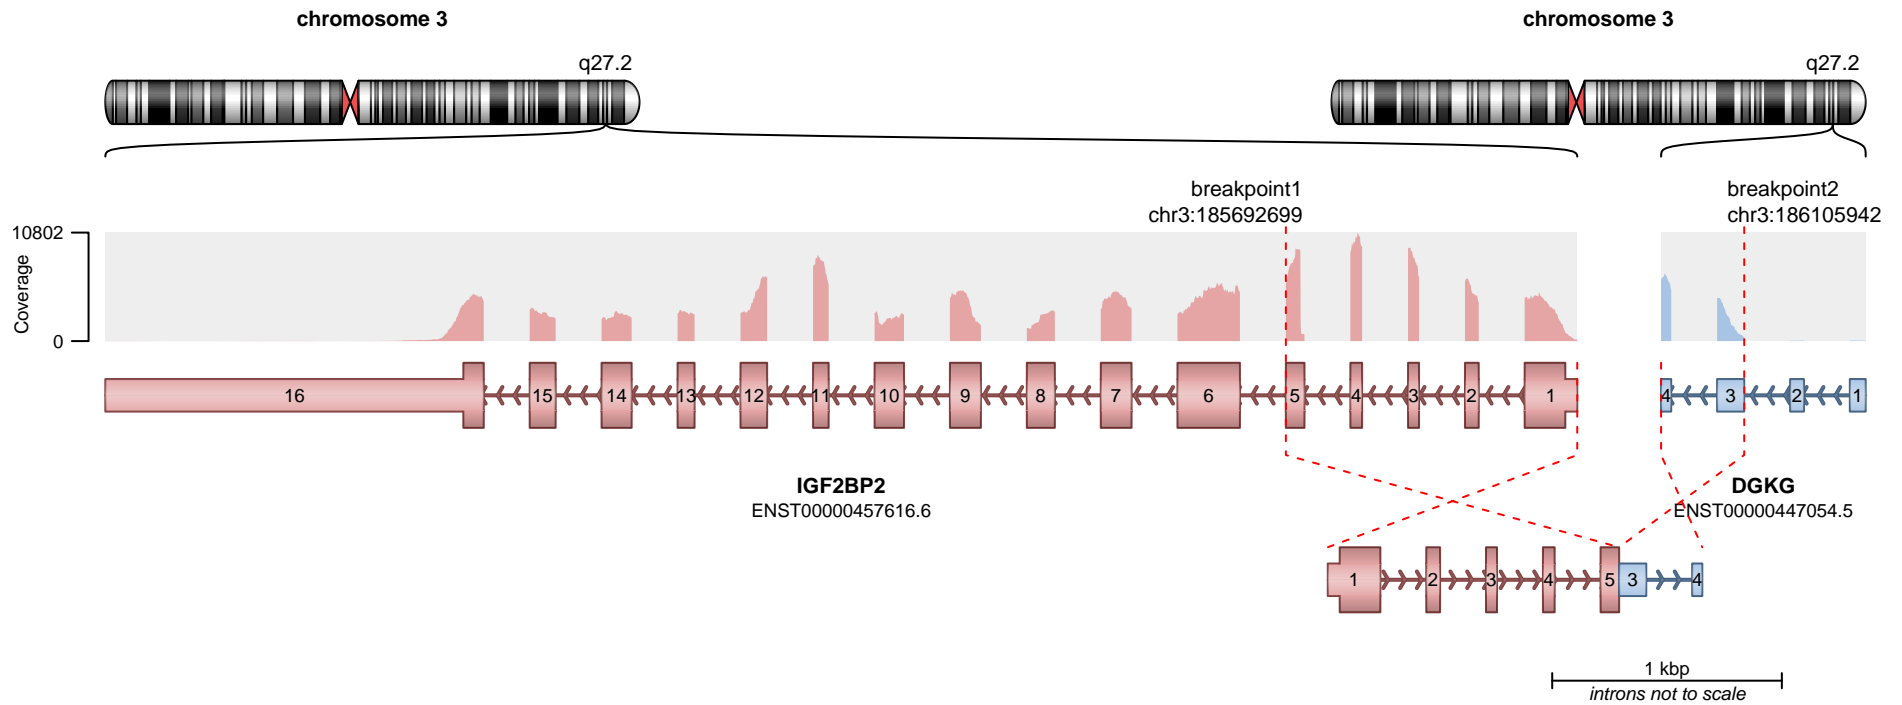 chromosome 3
chromosome 3
q27.2
q27.2
breakpoint1
chr3:185692699
breakpoint2
chr3:186105942
10802
Coverage
0
16 15 14 13 12 11 10 9 8 7 6 5 4 3 2 1
4 3 2 1
IGF2BP2
ENST00000457616.6
DGKG
ENST00000447054.5
1 2 3 4 5 3 4
1 kbp
introns not to scale